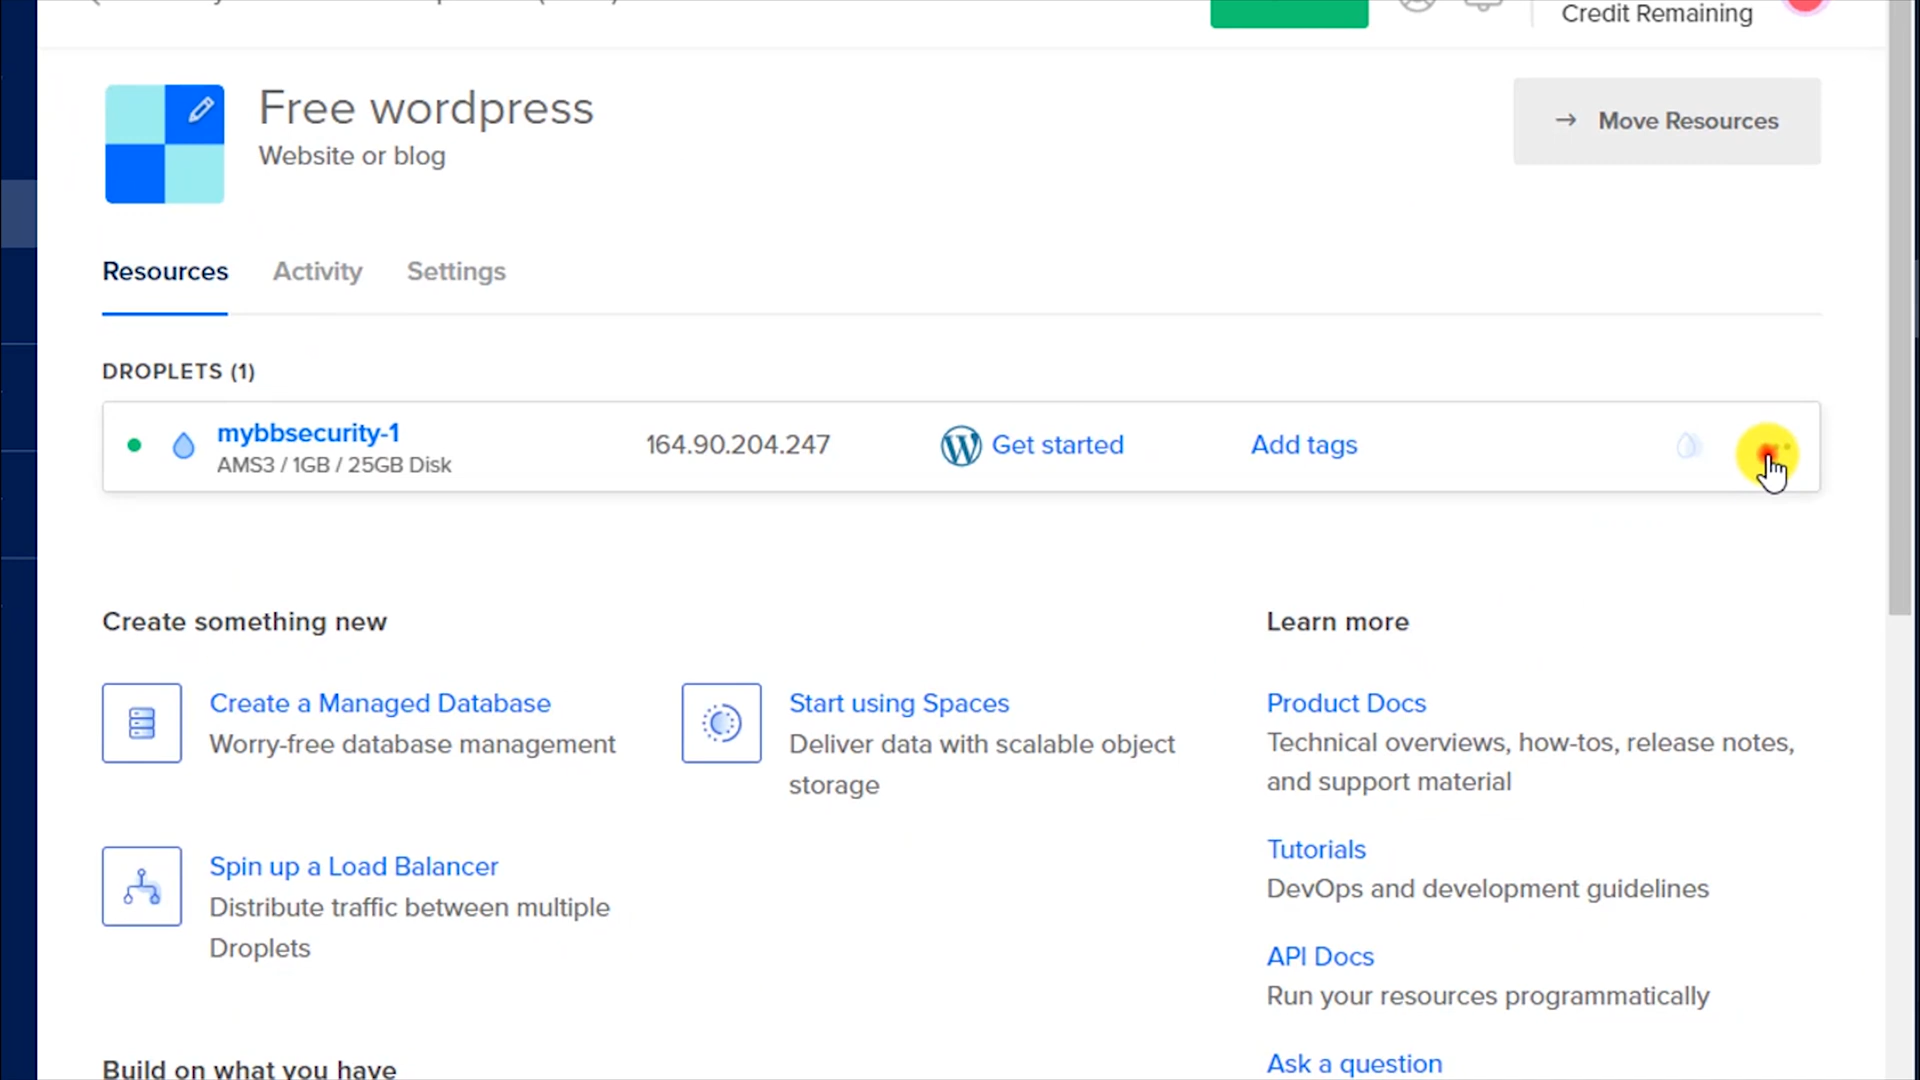 Credit Remaining
Free wordpress
Website or blog
→ Move Resources
Resources Activity Settings
DROPLETS (1)
mybbsecurity-1
AMS3 / 1GB / 25GB Disk
164.90.204.247
Get started
Add tags
Create something new
Create a Managed Database
Worry-free database management
Start using Spaces
Deliver data with scalable object
storage
Spin up a Load Balancer
Distribute traffic between multiple
Droplets
Learn more
Product Docs
Technical overviews, how-tos, release notes,
and support material
Tutorials
DevOps and development guidelines
API Docs
Run your resources programmatically
Ask a question
Build on what you have